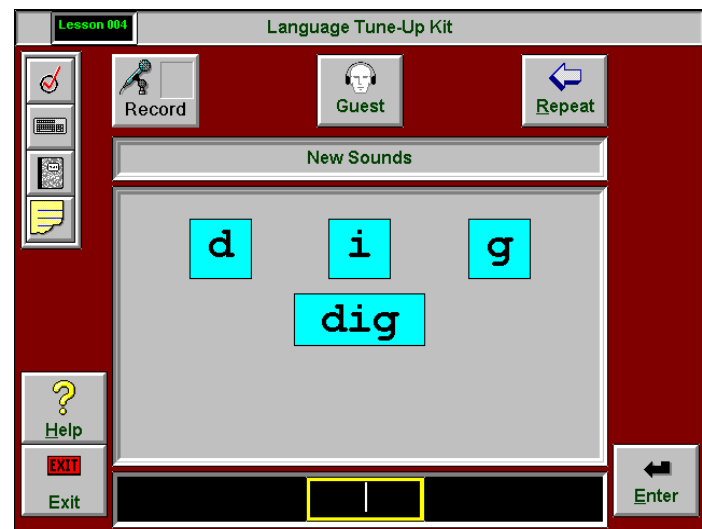 Lesson 004
Language Tune-Up Kit
Record
Guest
Repeat
New Sounds
d i g
dig
Help
EXIT
Exit
Enter